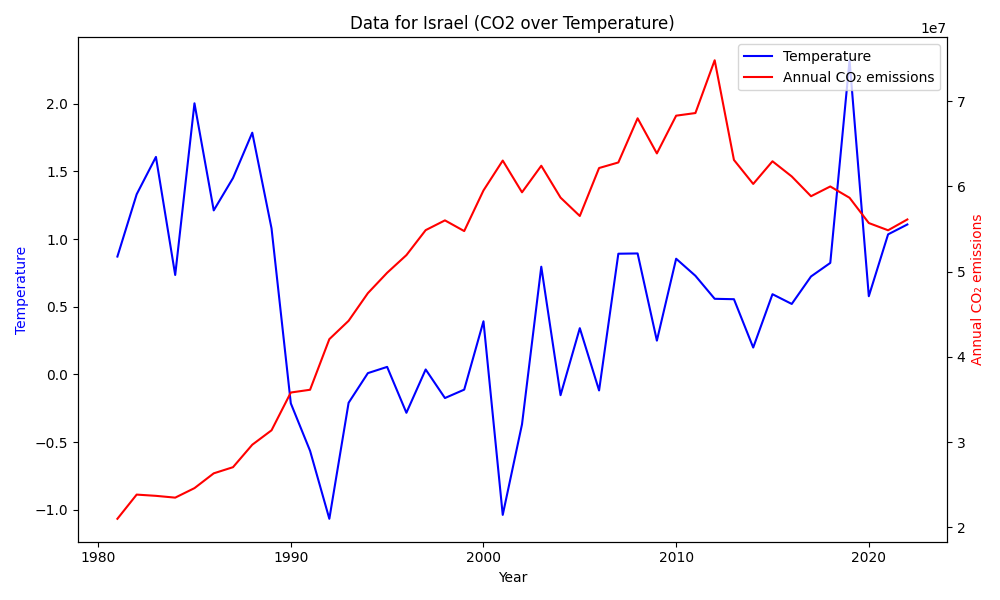 Data for Israel (CO2 over Temperature)
1e7
Temperature
Annual CO₂ emissions
2.0
1.5
1.0
0.5
0.0
−0.5
−1.0
Temperature
7
6
5
4
3
2
Annual CO₂ emissions
1980
1990
2000
2010
2020
Year